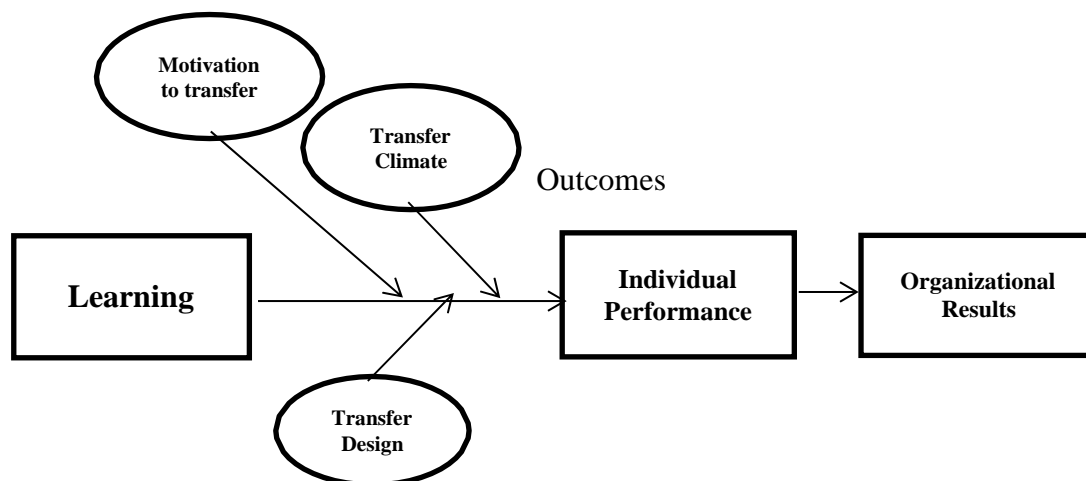 Motivation
to transfer
Transfer
Climate
Outcomes
Learning
Individual
Performance
Organizational
Results
Transfer
Design